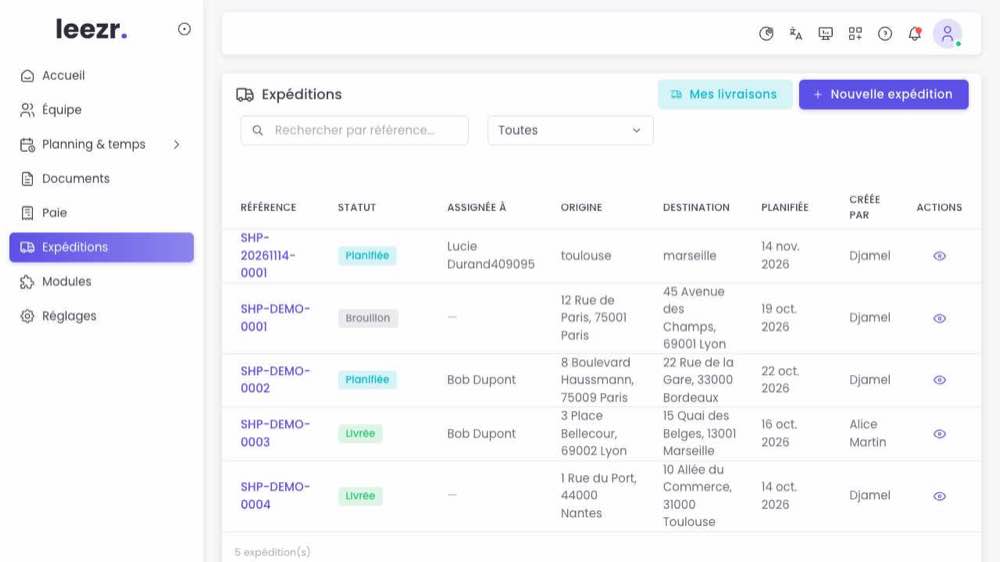 leezr.
Accueil
Équipe
Planning & temps
Documents
Paie
Expéditions
Modules
Réglages
Expéditions
Mes livraisons
+ Nouvelle expédition
Rechercher par référence...
Toutes
RÉFÉRENCE STATUT ASSIGNÉE À ORIGINE DESTINATION PLANIFIÉE CRÉÉE PAR ACTIONS
SHP-20261114-0001 Planifiée Lucie Durand409095 toulouse marseille 14 nov. 2026 Djamel
SHP-DEMO-0001 Brouillon — 12 Rue de Paris, 75001 Paris 45 Avenue des Champs, 69001 Lyon 19 oct. 2026 Djamel
SHP-DEMO-0002 Planifiée Bob Dupont 8 Boulevard Haussmann, 75009 Paris 22 Rue de la Gare, 33000 Bordeaux 22 oct. 2026 Djamel
SHP-DEMO-0003 Livrée Bob Dupont 3 Place Bellecour, 69002 Lyon 15 Quai des Belges, 13001 Marseille 16 oct. 2026 Alice Martin
SHP-DEMO-0004 Livrée — 1 Rue du Port, 44000 Nantes 10 Allée du Commerce, 31000 Toulouse 14 oct. 2026 Djamel
5 expédition(s)